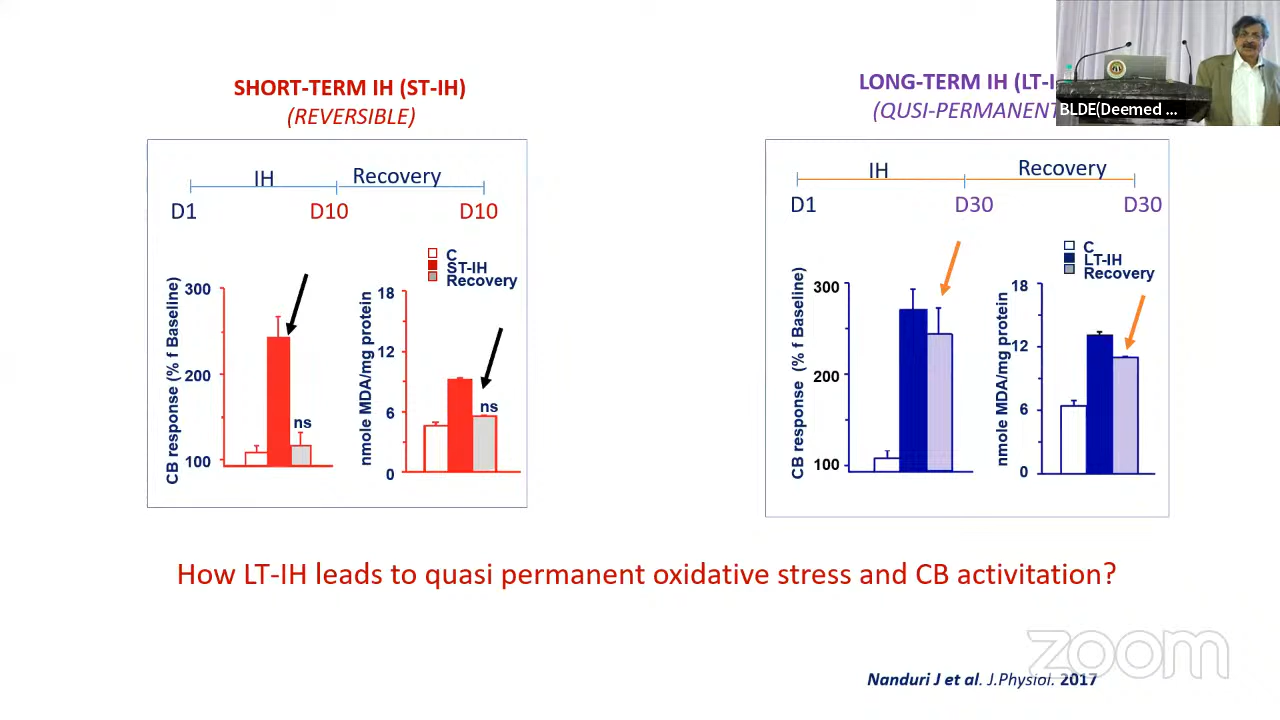 SHORT-TERM IH (ST-IH)
(REVERSIBLE)
IH
Recovery
D1
D10
D10
C
ST-IH
Recovery
CB response (% f Baseline)
300
200
100
ns
nmole MDA/mg protein
18
12
6
0
ns
LONG-TERM IH (LT-I
(QUSI-PERMANENT
BLDE(Deemed ...
IH
Recovery
D1
D30
D30
C
LT-IH
Recovery
CB response (% f Baseline)
300
200
100
nmole MDA/mg protein
18
12
6
0
How LT-IH leads to quasi permanent oxidative stress and CB activitation?
zoom
Nanduri J et al. J.Physiol. 2017